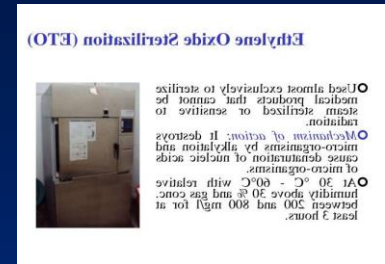 Ethylene Oxide Sterilization (ETO)
Used almost exclusively to sterilize
medical products that cannot be
steam sterilized or sensitive to
radiation.
Mechanism of action: It destroys
micro-organisms by alkylation and
cause denaturation of nucleic acids
of micro-organisms.
At 30 °C - 60°C with relative
humidity above 30 % and gas conc.
between 200 and 800 mg/l for at
least 3 hours.